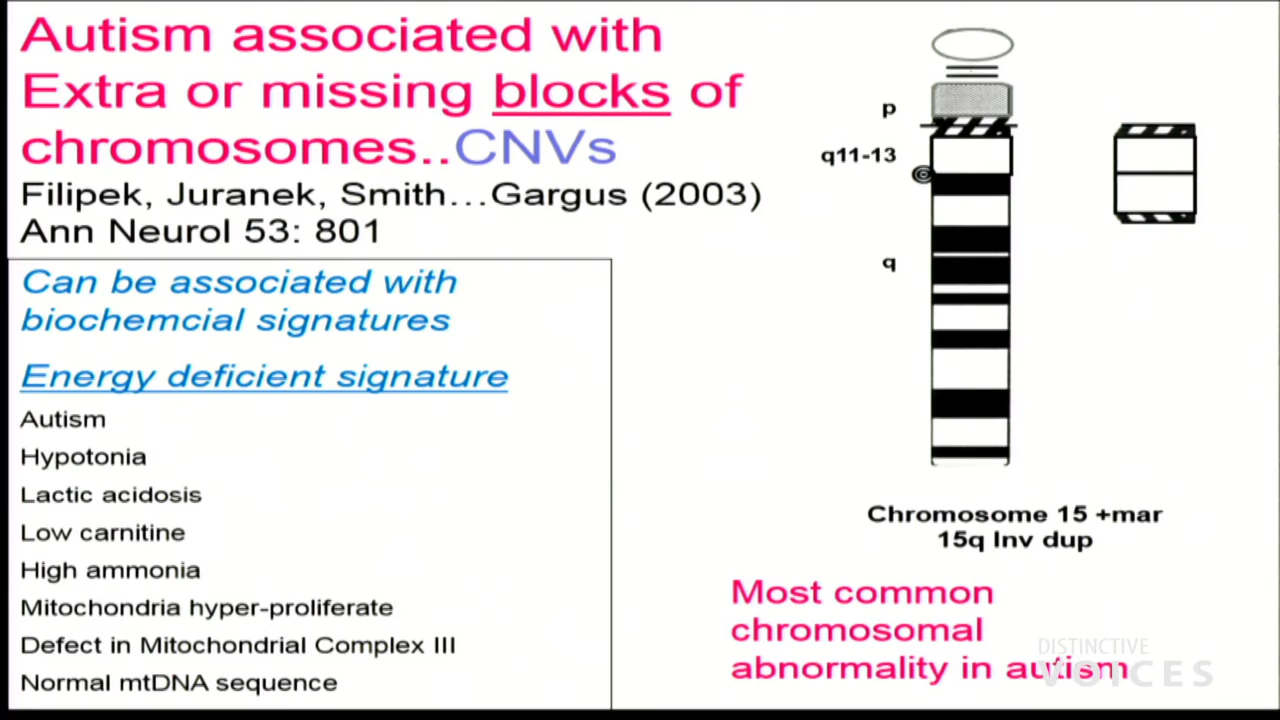 Autism associated with
Extra or missing blocks of
chromosomes..CNVs
Filipek, Juranek, Smith...Gargus (2003)
Ann Neurol 53: 801
Can be associated with
biochemcial signatures
Energy deficient signature
Autism
Hypotonia
Lactic acidosis
Low carnitine
High ammonia
Mitochondria hyper-proliferate
Defect in Mitochondrial Complex III
Normal mtDNA sequence
p
q11-13
q
Chromosome 15 +mar
15q Inv dup
Most common
chromosomal
abnormality in autism
DISTINCTIVE
VOICES